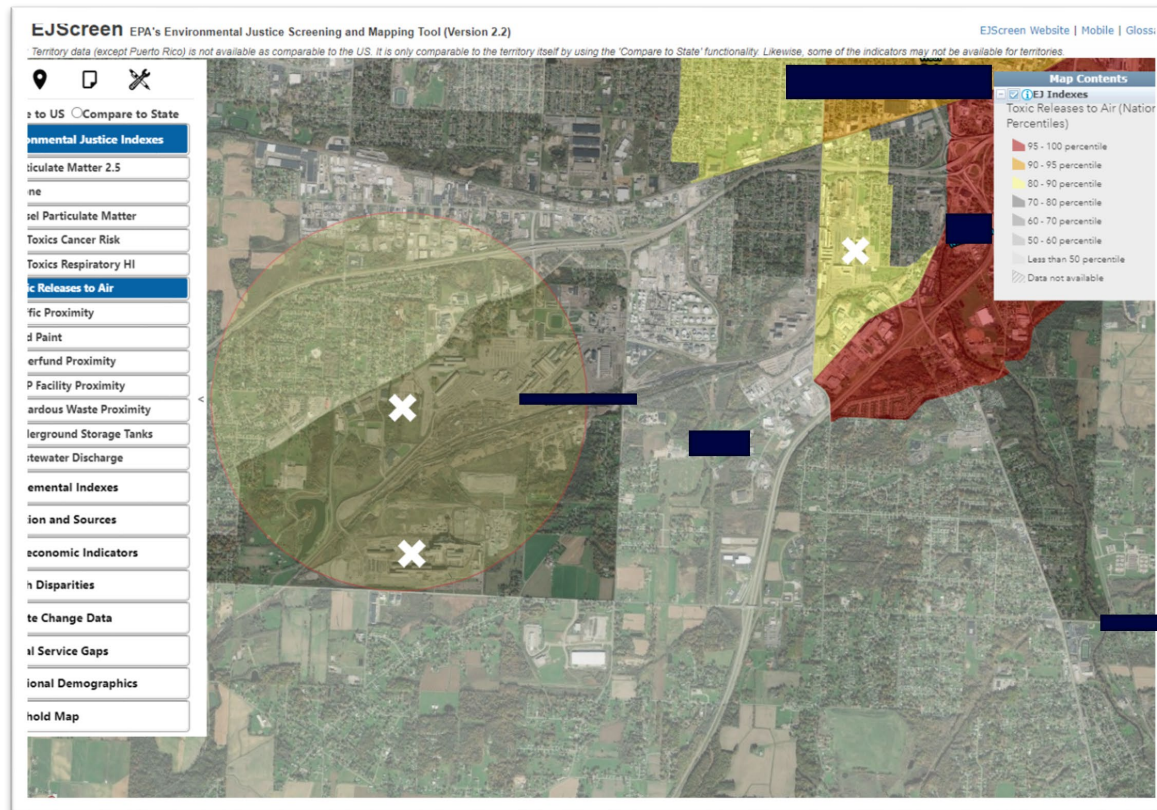 EJScreen EPA's Environmental Justice Screening and Mapping Tool (Version 2.2)
EJScreen Website | Mobile | Glossa
Territory data (except Puerto Rico) is not available as comparable to the US. It is only comparable to the territory itself by using the 'Compare to State' functionality. Likewise, some of the indicators may not be available for territories.
e to US Compare to State
onmental Justice Indexes
ticulate Matter 2.5
ne
sel Particulate Matter
Toxics Cancer Risk
Toxics Respiratory HI
ic Releases to Air
ffic Proximity
d Paint
erfund Proximity
P Facility Proximity
ardous Waste Proximity
lerground Storage Tanks
stewater Discharge
emental Indexes
ion and Sources
economic Indicators
h Disparities
te Change Data
al Service Gaps
ional Demographics
hold Map
<
Map Contents
EJ Indexes
Toxic Releases to Air (Nation
Percentiles)
95 - 100 percentile
90 - 95 percentile
80 - 90 percentile
70 - 80 percentile
60 - 70 percentile
50 - 60 percentile
Less than 50 percentile
Data not available